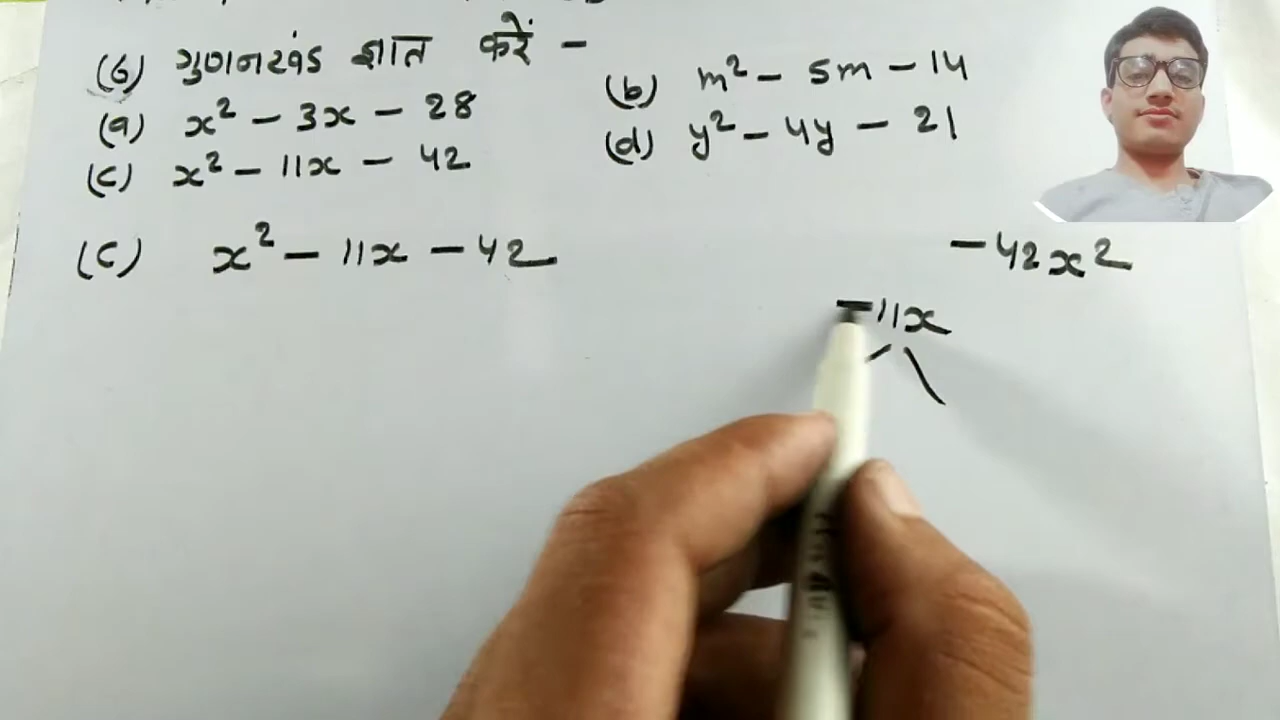 (6) गुणनखंड ज्ञात करें -
(a) x² - 3x - 28
(b) m² - 5m - 14
(c) x² - 11x - 42
(d) y² - 4y - 21
(c) x² - 11x - 42
- 42x²
- 11x